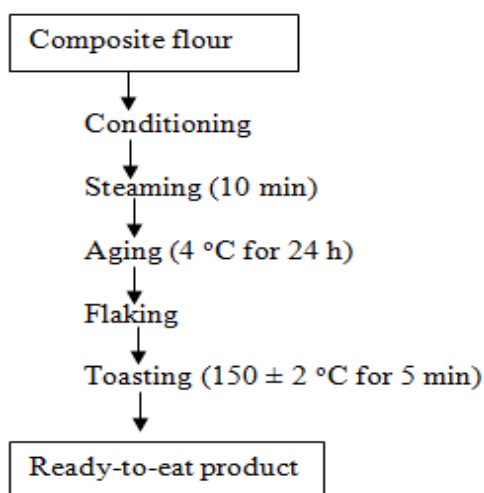 Composite flour
Conditioning
Steaming (10 min)
Aging (4 °C for 24 h)
Flaking
Toasting (150 ± 2 °C for 5 min)
Ready-to-eat product